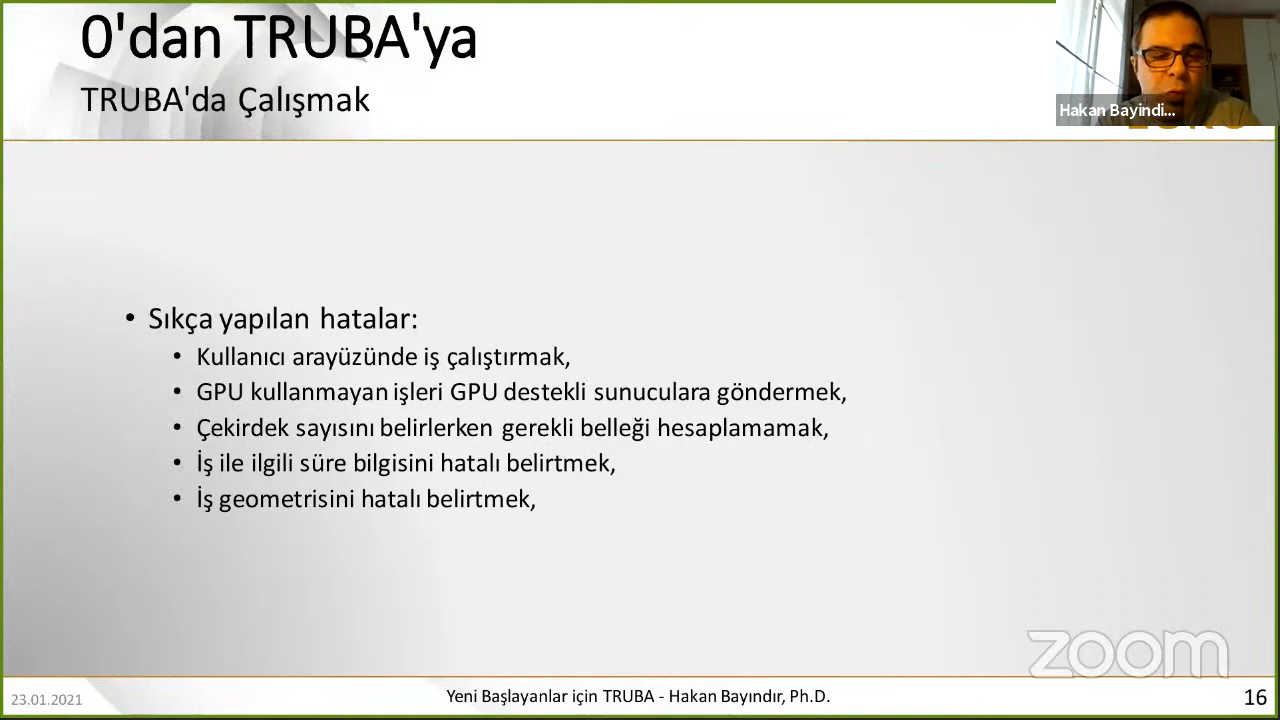 0'dan TRUBA'ya
TRUBA'da Çalışmak
Hakan Bayindi...
• Sıkça yapılan hatalar:
• Kullanıcı arayüzünde iş çalıştırmak,
• GPU kullanmayan işleri GPU destekli sunuculara göndermek,
• Çekirdek sayısını belirlerken gerekli belleği hesaplamamak,
• İş ile ilgili süre bilgisini hatalı belirtmek,
• İş geometrisini hatalı belirtmek,
zoom
23.01.2021
Yeni Başlayanlar için TRUBA - Hakan Bayındır, Ph.D.
16